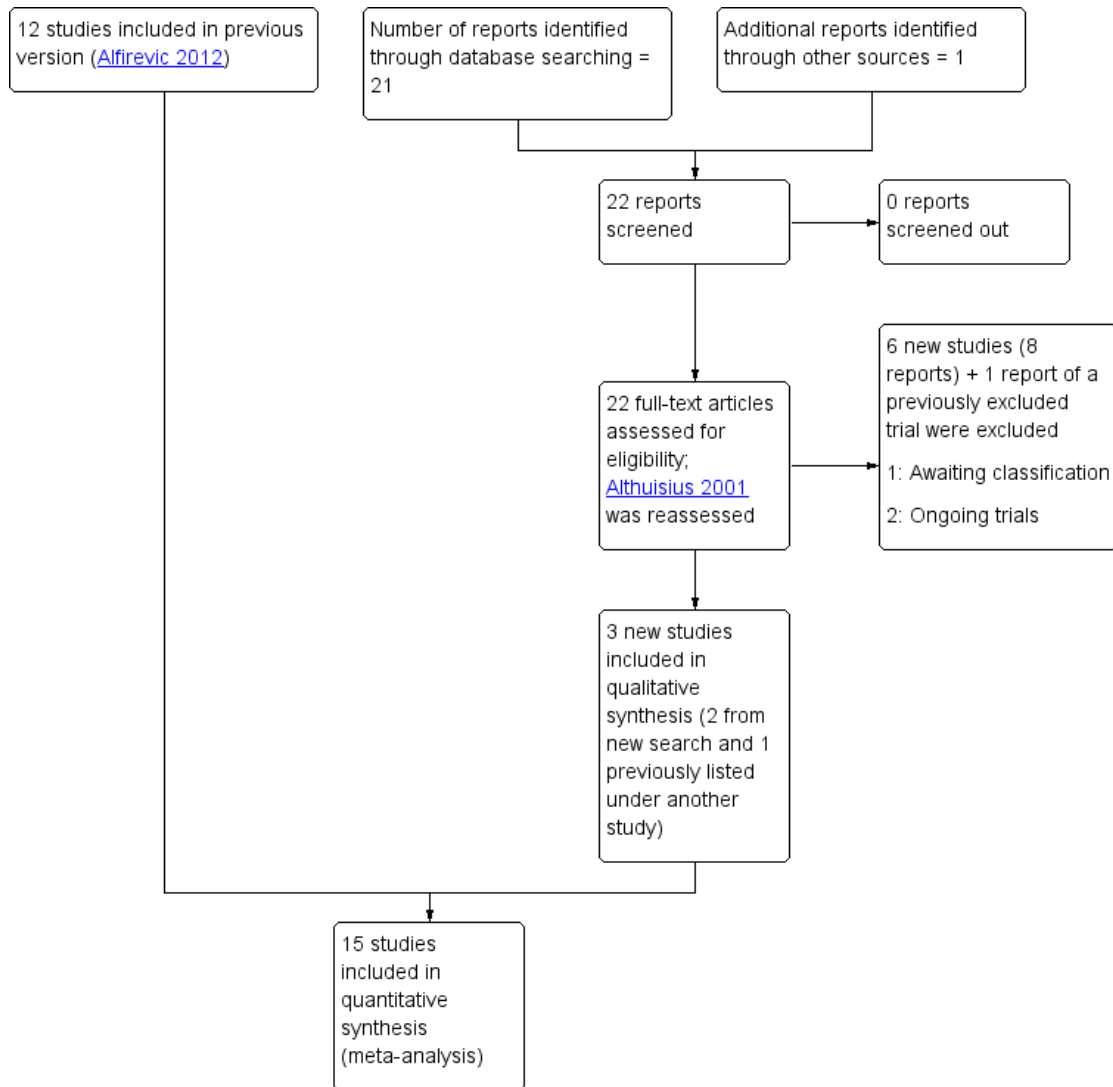 12 studies included in previous
version (Alfirevic 2012)
Number of reports identified
through database searching =
21
Additional reports identified
through other sources = 1
22 reports
screened
0 reports
screened out
22 full-text articles
assessed for
eligibility;
Althuisius 2001
was reassessed
6 new studies (8
reports) + 1 report of a
previously excluded
trial were excluded
1: Awaiting classification
2: Ongoing trials
3 new studies
included in
qualitative
synthesis (2 from
new search and 1
previously listed
under another
study)
15 studies
included in
quantitative
synthesis
(meta-analysis)